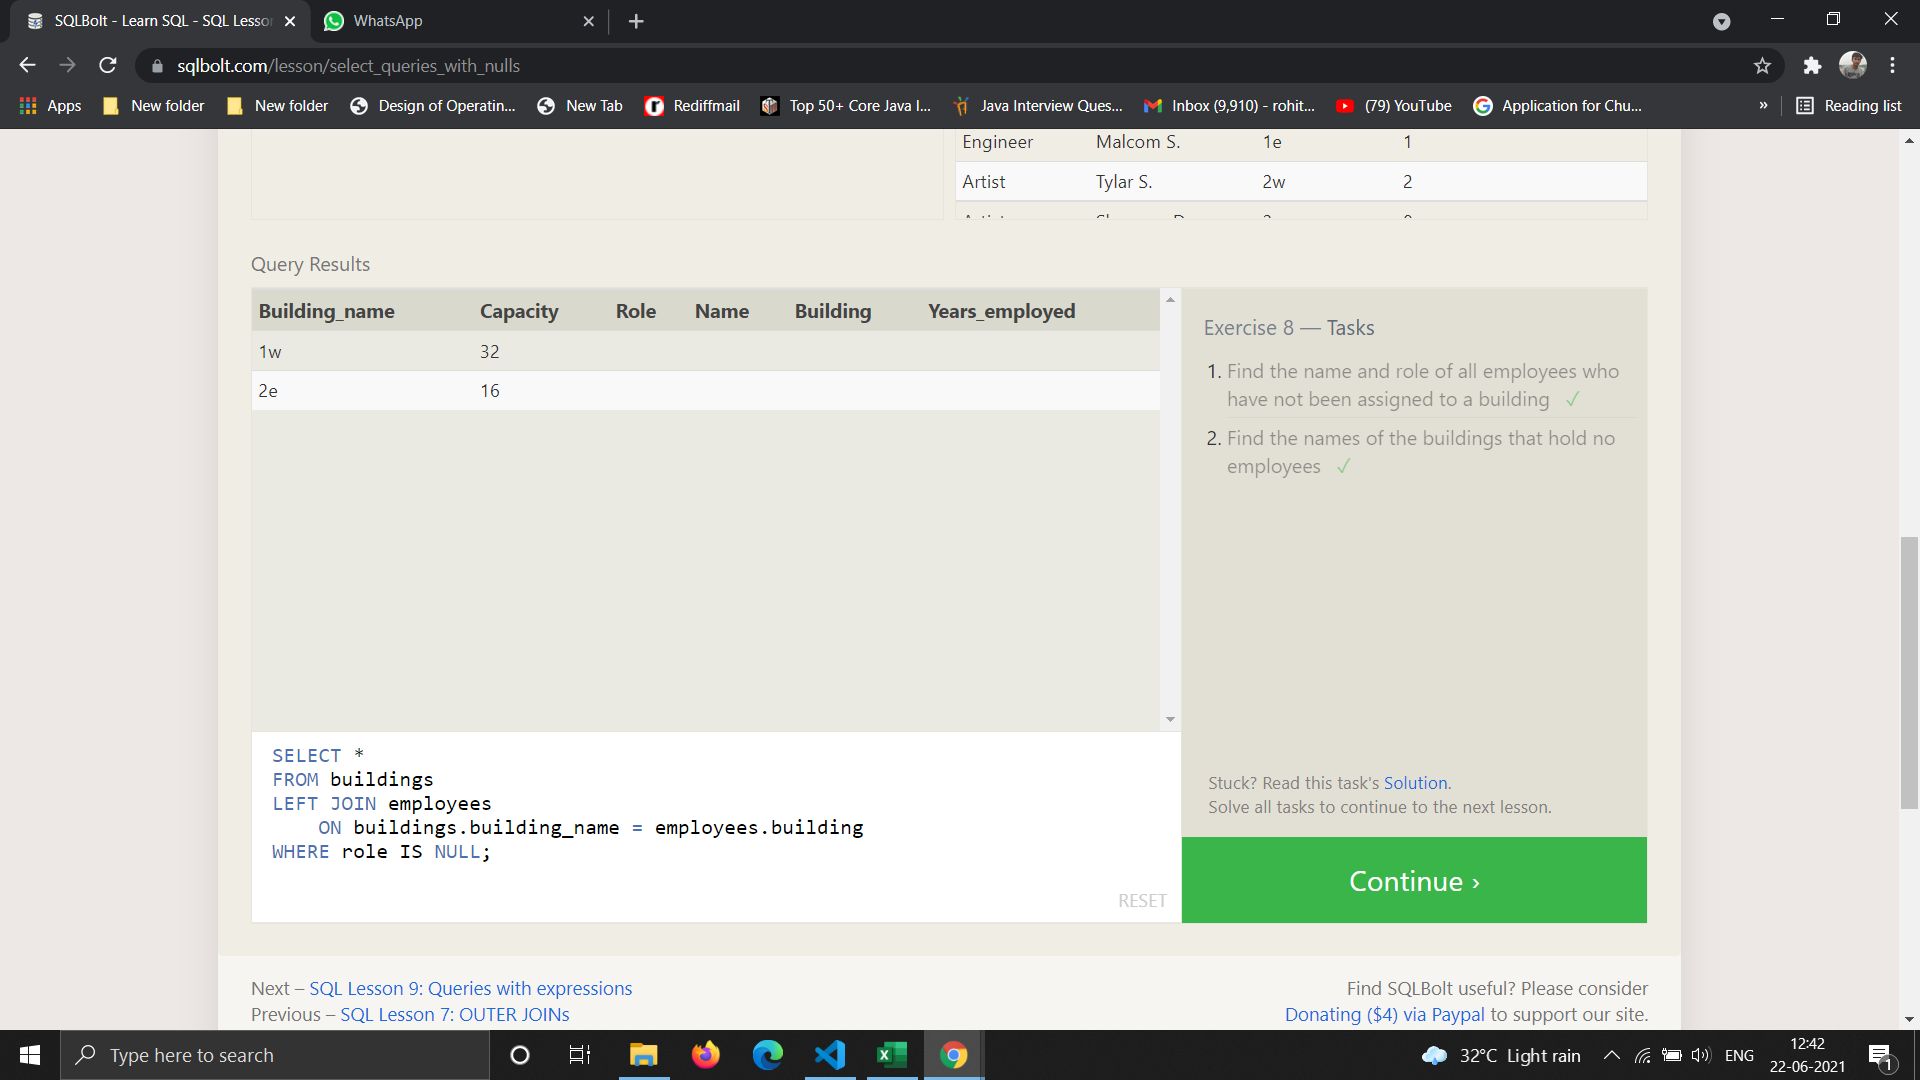 SQLBolt - Learn SQL - SQL Lesson
WhatsApp
sqlbolt.com/lesson/select_queries_with_nulls
Apps New folder New folder Design of Operatin... New Tab Rediffmail Top 50+ Core Java I... Java Interview Ques... Inbox (9,910) - rohit... (79) YouTube Application for Chu... » Reading list
Engineer Malcom S. 1e 1
Artist Tylar S. 2w 2
Query Results
Building_name Capacity Role Name Building Years_employed
1w 32
2e 16
Exercise 8 — Tasks
1. Find the name and role of all employees who
have not been assigned to a building ✓
2. Find the names of the buildings that hold no
employees ✓
Stuck? Read this task's Solution.
Solve all tasks to continue to the next lesson.
Continue ›
SELECT *
FROM buildings
LEFT JOIN employees
ON buildings.building_name = employees.building
WHERE role IS NULL;
RESET
Next – SQL Lesson 9: Queries with expressions
Previous – SQL Lesson 7: OUTER JOINs
Find SQLBolt useful? Please consider
Donating ($4) via Paypal to support our site.
Type here to search
32°C Light rain
ENG
12:42
22-06-2021
1